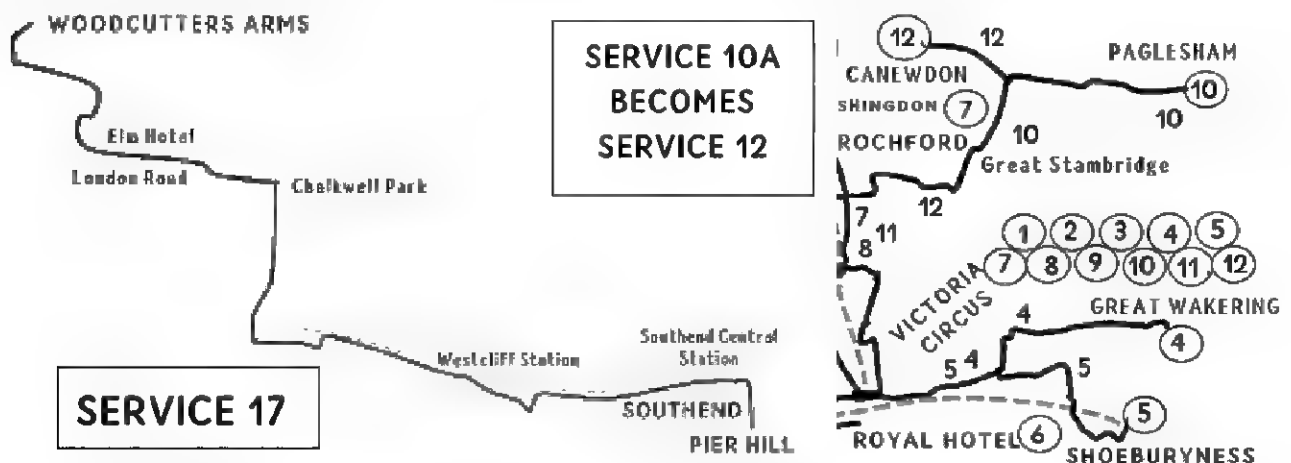 WOODCUTTERS ARMS
Elm Hotel
London Road
Chalkwell Park
Westcliff Station
Southend Central
Station
SOUTHEND
PIER HILL
SERVICE 17
SERVICE 10A
BECOMES
SERVICE 12
12
12
CANEWDON
PAGLESHAM
SHINGDON 7
10
10
10
ROCHFORD
Great Stambridge
12
7
11
8
1 2 3 4 5
7 8 9 10 11 12
VICTORIA
CIRCUS
GREAT WAKERING
4
4
5 4
5
5
ROYAL HOTEL 6
SHOEBURYNESS